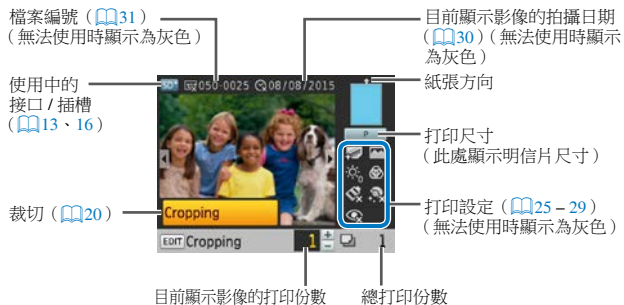 檔案編號（31）
（無法使用時顯示為灰色）
使用中的
接口 / 插槽
（13、16）
裁切（20）
目前顯示影像的拍攝日期
（30）（無法使用時顯示
為灰色）
紙張方向
打印尺寸
（此處顯示明信片尺寸）
打印設定（25 – 29）
（無法使用時顯示為灰色）
050-0025 08/08/2015
P
Cropping
EDIT Cropping 1 + − 1
目前顯示影像的打印份數
總打印份數